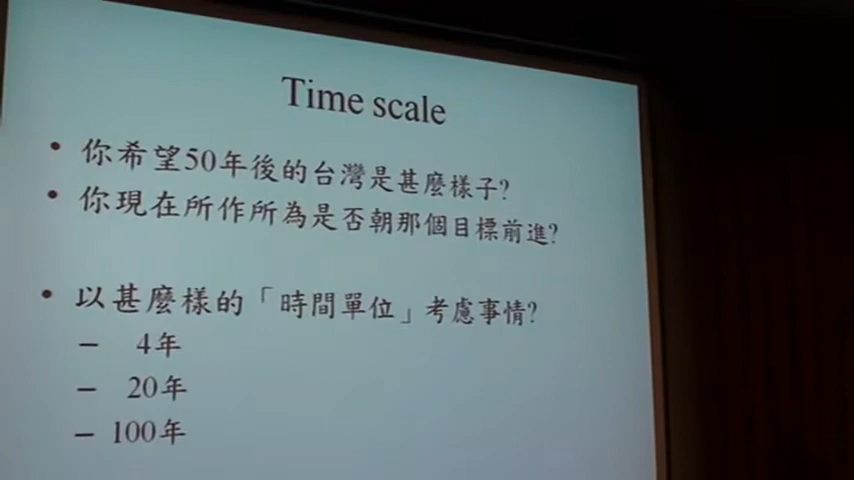 Time scale
• 你希望50年後的台灣是甚麼樣子?
• 你現在所作所為是否朝那個目標前進?
• 以甚麼樣的「時間單位」考慮事情?
– 4年
– 20年
– 100年